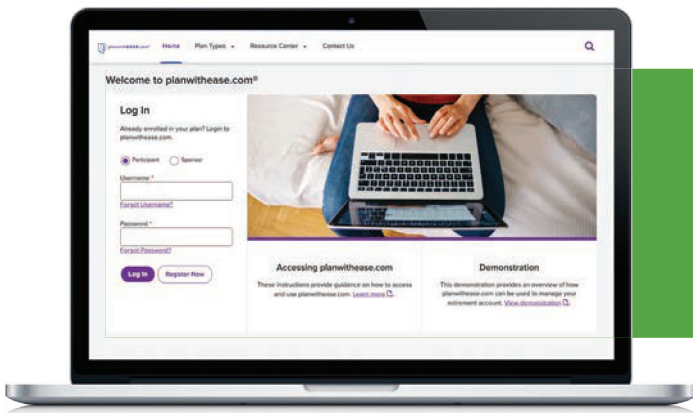 planwithease.com
Home
Plan Types
Resource Center
Contact Us
Welcome to planwithease.com®
Log In
Already enrolled in your plan? Login to
planwithease.com.
Participant
Sponsor
Username *
Forgot Username?
Password *
Forgot Password?
Log In
Register Now
Accessing planwithease.com
These instructions provide guidance on how to access
and use planwithease.com. Learn more
Demonstration
This demonstration provides an overview of how
planwithease.com can be used to manage your
retirement account. View demonstration